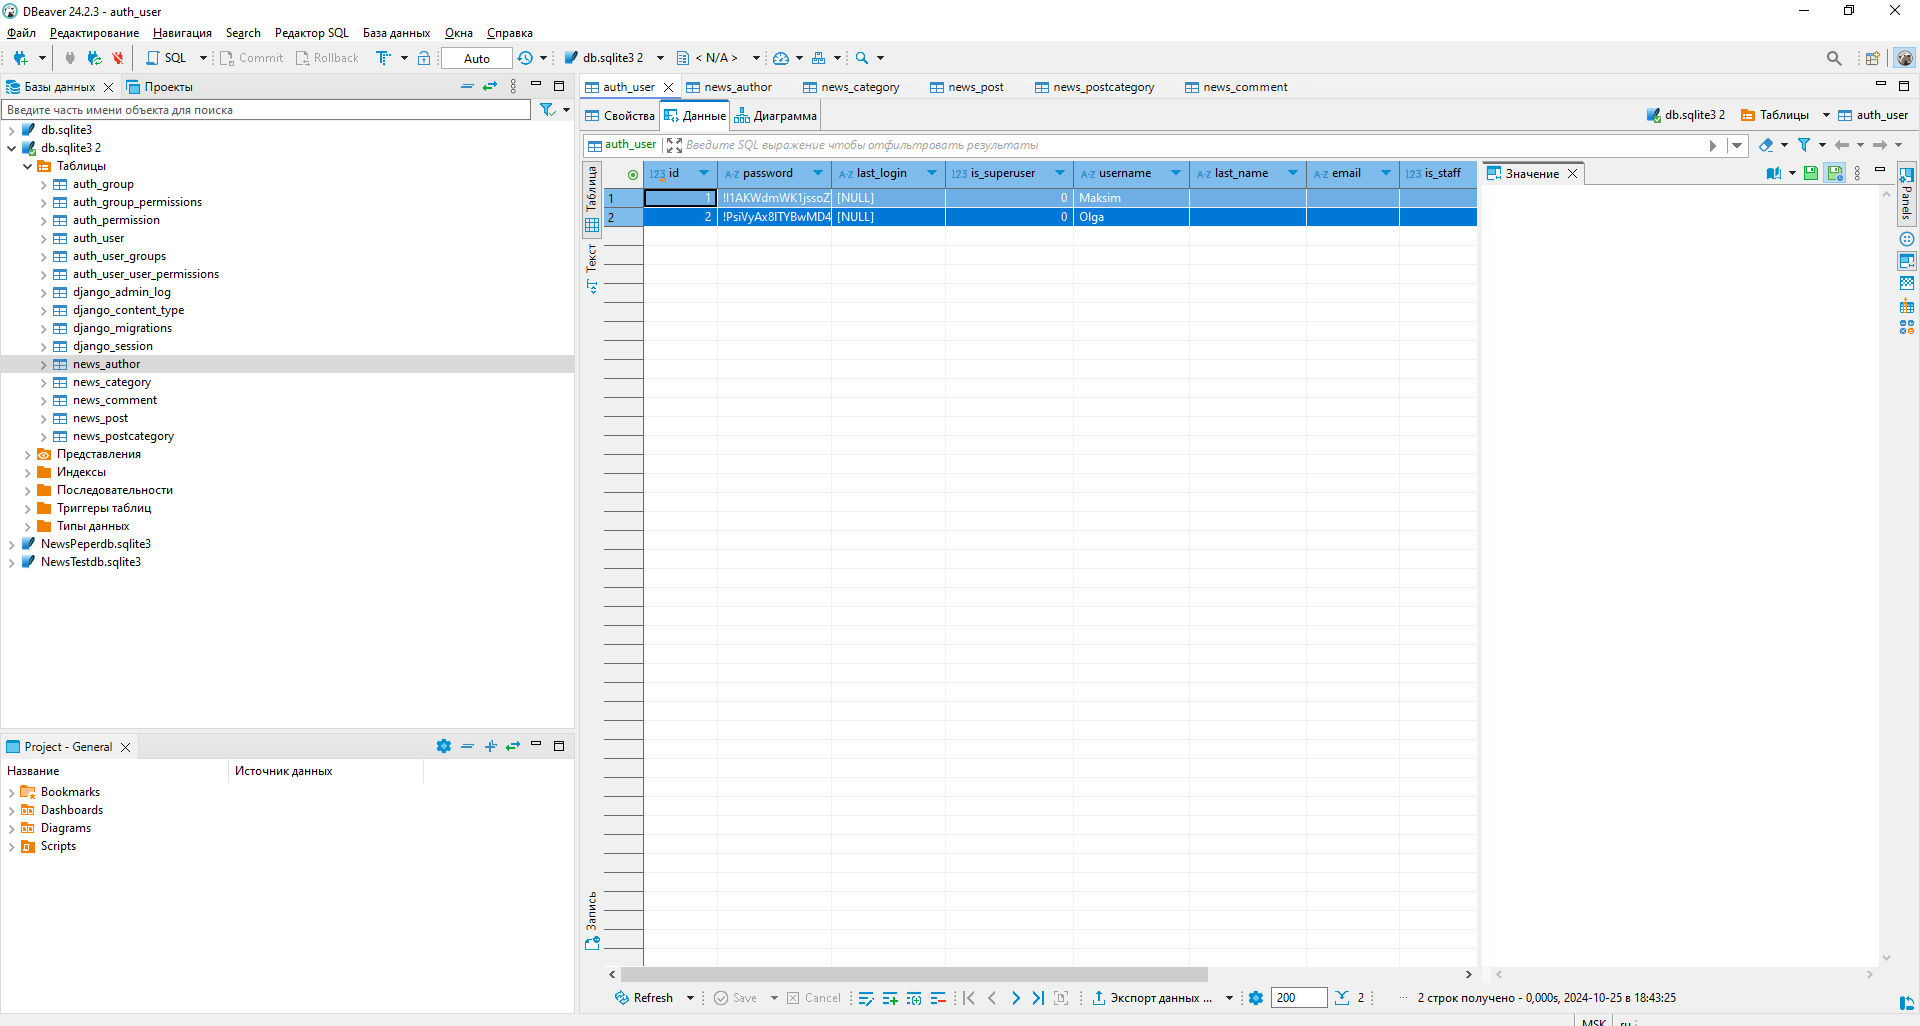 DBeaver 24.2.3 - auth_user
Файл Редактирование Навигация Search Редактор SQL База данных Окна Справка
SQL Commit Rollback Auto db.sqlite3 2 < N/A >
Базы данных Проекты
Введите часть имени объекта для поиска
db.sqlite3
db.sqlite3 2
Таблицы
auth_group
auth_group_permissions
auth_permission
auth_user
auth_user_groups
auth_user_user_permissions
django_admin_log
django_content_type
django_migrations
django_session
news_author
news_category
news_comment
news_post
news_postcategory
Представления
Индексы
Последовательности
Триггеры таблиц
Типы данных
NewsPeperdb.sqlite3
NewsTestdb.sqlite3
Project - General
Название Источник данных
Bookmarks
Dashboards
Diagrams
Scripts
auth_user news_author news_category news_post news_postcategory news_comment
Свойства Данные Диаграмма db.sqlite3 2 Таблицы auth_user
auth_user Введите SQL выражение чтобы отфильтровать результаты
Таблица
Текст
Запись
123 id A-Z password A-Z last_login 123 is_superuser A-Z username A-Z last_name A-Z email 123 is_staff
1 1 !I1AKWdmWK1jssoZ [NULL] 0 Maksim
2 2 !PsiVyAx8ITYBwMD4 [NULL] 0 Olga
Значение
Panels
Refresh Save Cancel Экспорт данных ... 200 2 ··· 2 строк получено - 0,000s, 2024-10-25 в 18:43:25
MSK ru